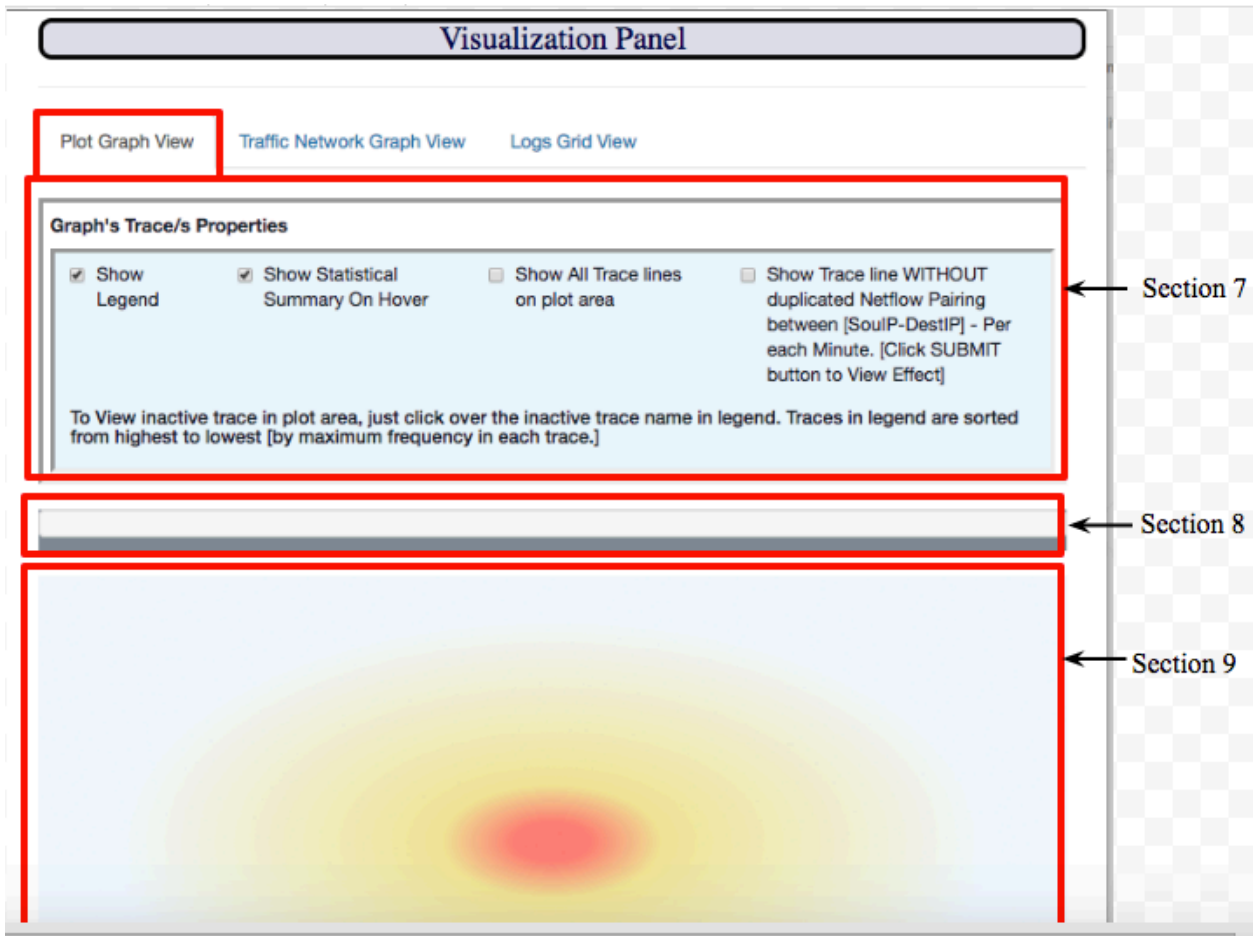 Visualization Panel
Plot Graph View Traffic Network Graph View Logs Grid View
Graph's Trace/s Properties
Show
Legend
Show Statistical
Summary On Hover
Show All Trace lines
on plot area
Show Trace line WITHOUT
duplicated Netflow Pairing
between [SouIP-DestIP] - Per
each Minute. [Click SUBMIT
button to View Effect]
To View inactive trace in plot area, just click over the inactive trace name in legend. Traces in legend are sorted
from highest to lowest [by maximum frequency in each trace.]
Section 7
Section 8
Section 9